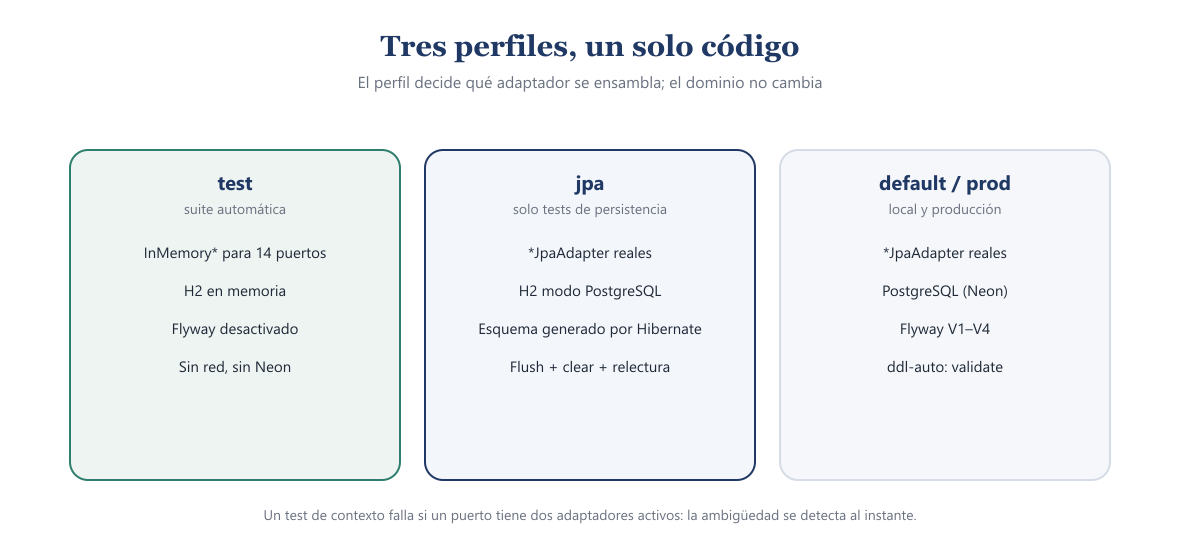 Tres perfiles, un solo código
El perfil decide qué adaptador se ensambla; el dominio no cambia
test
suite automática
InMemory* para 14 puertos
H2 en memoria
Flyway desactivado
Sin red, sin Neon
jpa
solo tests de persistencia
*JpaAdapter reales
H2 modo PostgreSQL
Esquema generado por Hibernate
Flush + clear + relectura
default / prod
local y producción
*JpaAdapter reales
PostgreSQL (Neon)
Flyway V1–V4
ddl-auto: validate
Un test de contexto falla si un puerto tiene dos adaptadores activos: la ambigüedad se detecta al instante.